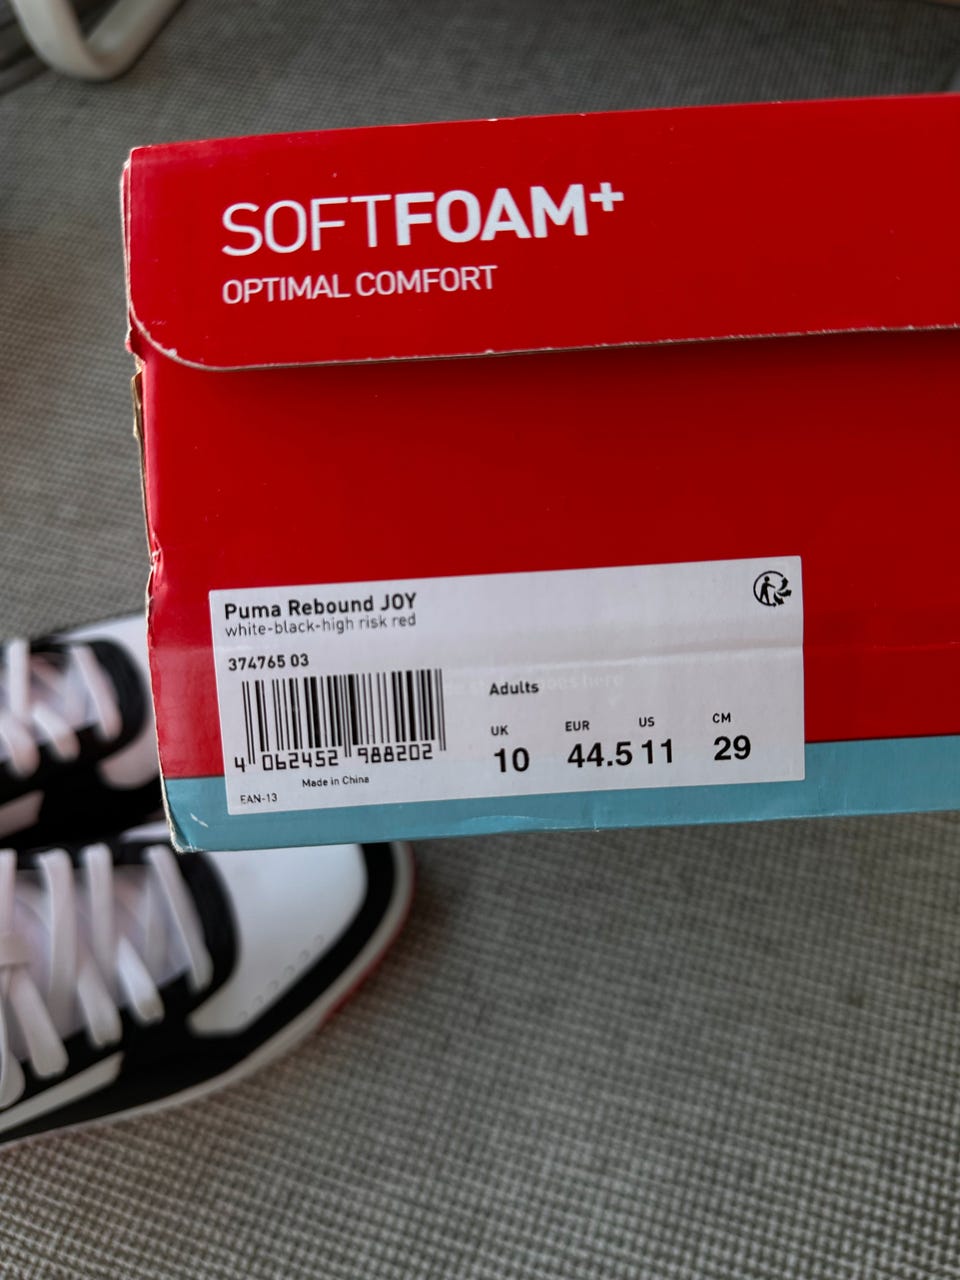 SOFTFOAM+
OPTIMAL COMFORT
Puma Rebound JOY
white-black-high risk red
374765 03
Adults
UK EUR US CM
10 44.5 11 29
4 062452 988202
Made in China
EAN-13